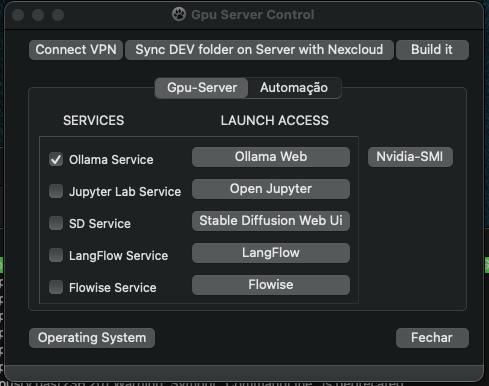 Gpu Server Control
Connect VPN Sync DEV folder on Server with Nexcloud Build it
Gpu-Server Automação
SERVICES LAUNCH ACCESS
Ollama Service Ollama Web Nvidia-SMI
Jupyter Lab Service Open Jupyter
SD Service Stable Diffusion Web Ui
LangFlow Service LangFlow
Flowise Service Flowise
Operating System Fechar